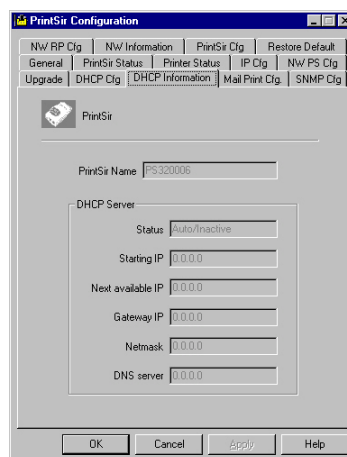 PrintSir Configuration
NW RP Cfg NW Information PrintSir Cfg Restore Default
General PrintSir Status Printer Status IP Cfg NW PS Cfg
Upgrade DHCP Cfg DHCP Information Mail Print Cfg. SNMP Cfg
PrintSir
PrintSir Name PS320006
DHCP Server
Status Auto/Inactive
Starting IP 0.0.0.0
Next available IP 0.0.0.0
Gateway IP 0.0.0.0
Netmask 0.0.0.0
DNS server 0.0.0.0
OK Cancel Apply Help